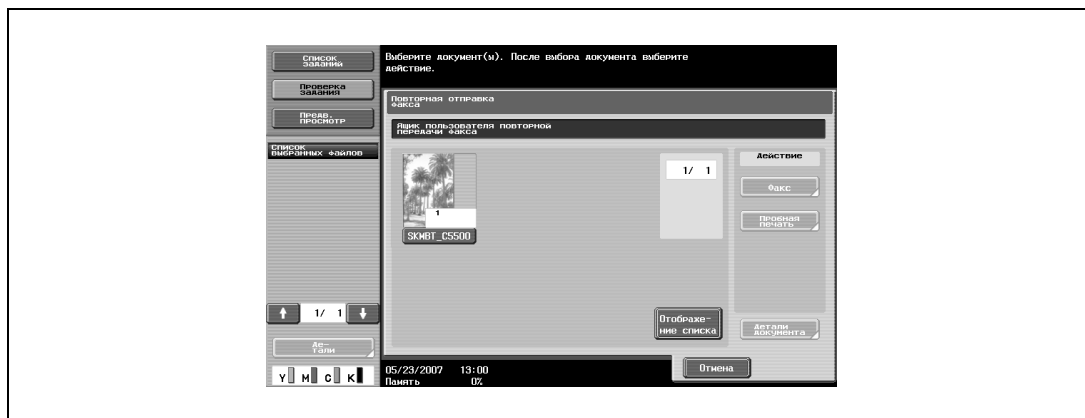 Список
заданий
Проверка
задания
Предв.
просмотр
Список
выбранных файлов
1/ 1
Де-
тали
Y M C K
Выберите документ(ы). После выбора документа выберите
действие.
Повторная отправка
факса
Ящик пользователя повторной
передачи факса
1
SKMBT_C5500
1/ 1
Отображе-
ние списка
Действие
Факс
Пробная
печать
Детали
документа
05/23/2007 13:00
Память 0%
Отмена